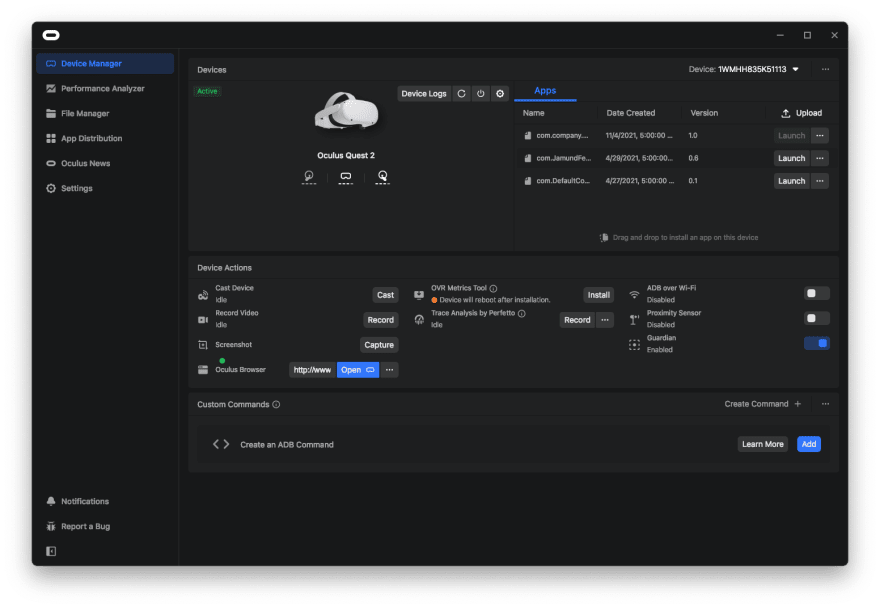 Device Manager
Performance Analyzer
File Manager
App Distribution
Oculus News
Settings
Notifications
Report a Bug
Devices
Device: 1WMHH835K51113
Active
Device Logs
Oculus Quest 2
Apps
Name Date Created Version Upload
com.company.... 11/4/2021, 5:00:00 ... 1.0 Launch ...
com.JamundFe... 4/29/2021, 5:00:00... 0.6 Launch ...
com.DefaultCo... 4/27/2021, 5:00:00 ... 0.1 Launch ...
Drag and drop to install an app on this device
Device Actions
Cast Device
Idle
Cast
Record Video
Idle
Record
Screenshot
Capture
Oculus Browser
http://www
Open
...
OVR Metrics Tool
Device will reboot after installation.
Install
Trace Analysis by Perfetto
Idle
Record
...
ADB over Wi-Fi
Disabled
Proximity Sensor
Disabled
Guardian
Enabled
Custom Commands
Create Command +
...
Create an ADB Command
Learn More
Add